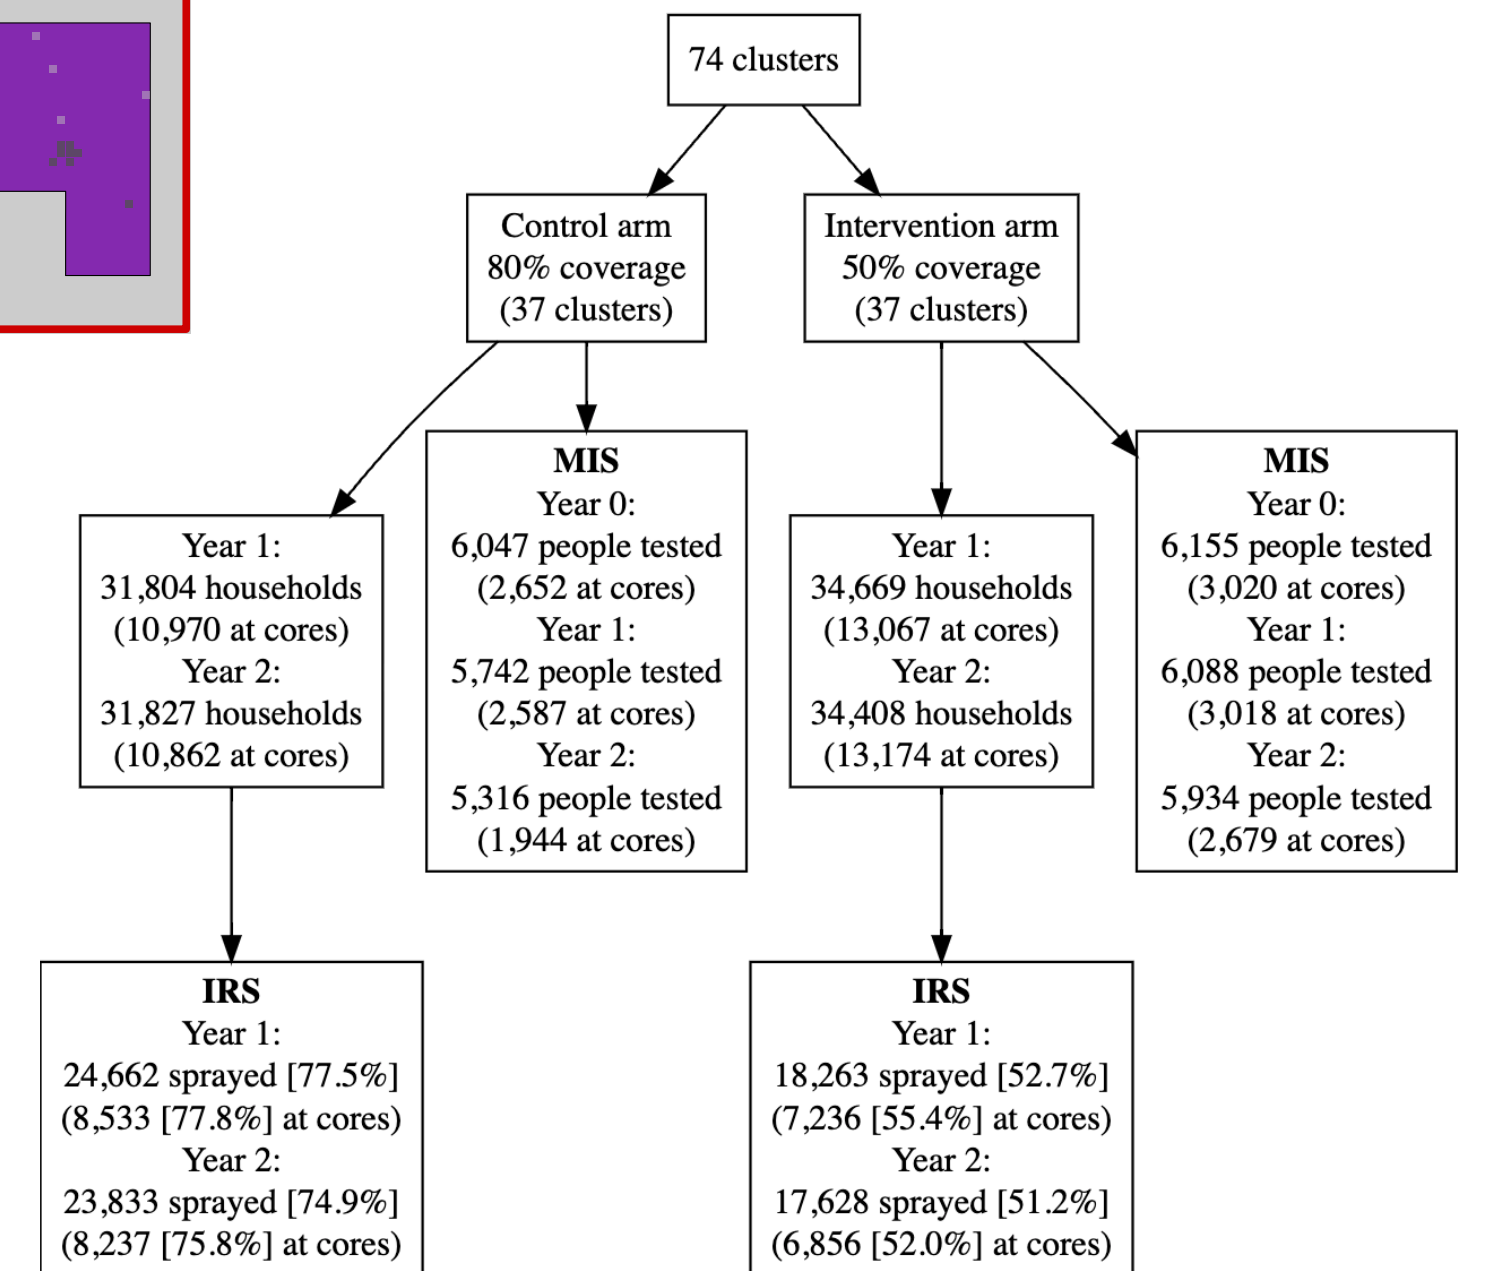 74 clusters
Control arm
80% coverage
(37 clusters)
Intervention arm
50% coverage
(37 clusters)
Year 1:
31,804 households
(10,970 at cores)
Year 2:
31,827 households
(10,862 at cores)
MIS
Year 0:
6,047 people tested
(2,652 at cores)
Year 1:
5,742 people tested
(2,587 at cores)
Year 2:
5,316 people tested
(1,944 at cores)
Year 1:
34,669 households
(13,067 at cores)
Year 2:
34,408 households
(13,174 at cores)
MIS
Year 0:
6,155 people tested
(3,020 at cores)
Year 1:
6,088 people tested
(3,018 at cores)
Year 2:
5,934 people tested
(2,679 at cores)
IRS
Year 1:
24,662 sprayed [77.5%]
(8,533 [77.8%] at cores)
Year 2:
23,833 sprayed [74.9%]
(8,237 [75.8%] at cores)
IRS
Year 1:
18,263 sprayed [52.7%]
(7,236 [55.4%] at cores)
Year 2:
17,628 sprayed [51.2%]
(6,856 [52.0%] at cores)